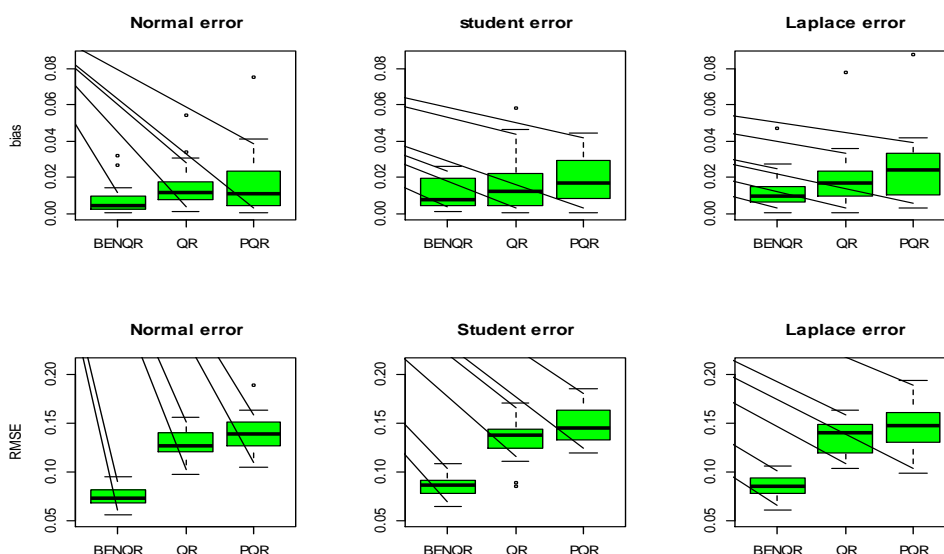 Normal error
student error
Laplace error
bias
0.00 0.02 0.04 0.06 0.08
BENQR QR PQR
0.00 0.02 0.04 0.06 0.08
BENQR QR PQR
0.00 0.02 0.04 0.06 0.08
BENQR QR PQR
Normal error
Student error
Laplace error
RMSE
0.05 0.10 0.15 0.20
BENQR QR PQR
0.05 0.10 0.15 0.20
BENQR QR PQR
0.05 0.10 0.15 0.20
BENQR QR PQR